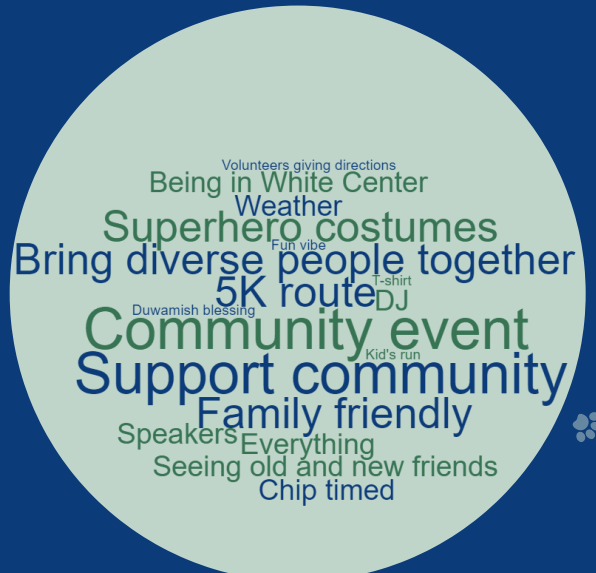 Volunteers giving directions
Being in White Center
Weather
Superhero costumes
Fun vibe
Bring diverse people together
T-shirt
5K route
DJ
Duwamish blessing
Community event
Kid's run
Support community
Family friendly
Speakers
Everything
Seeing old and new friends
Chip timed